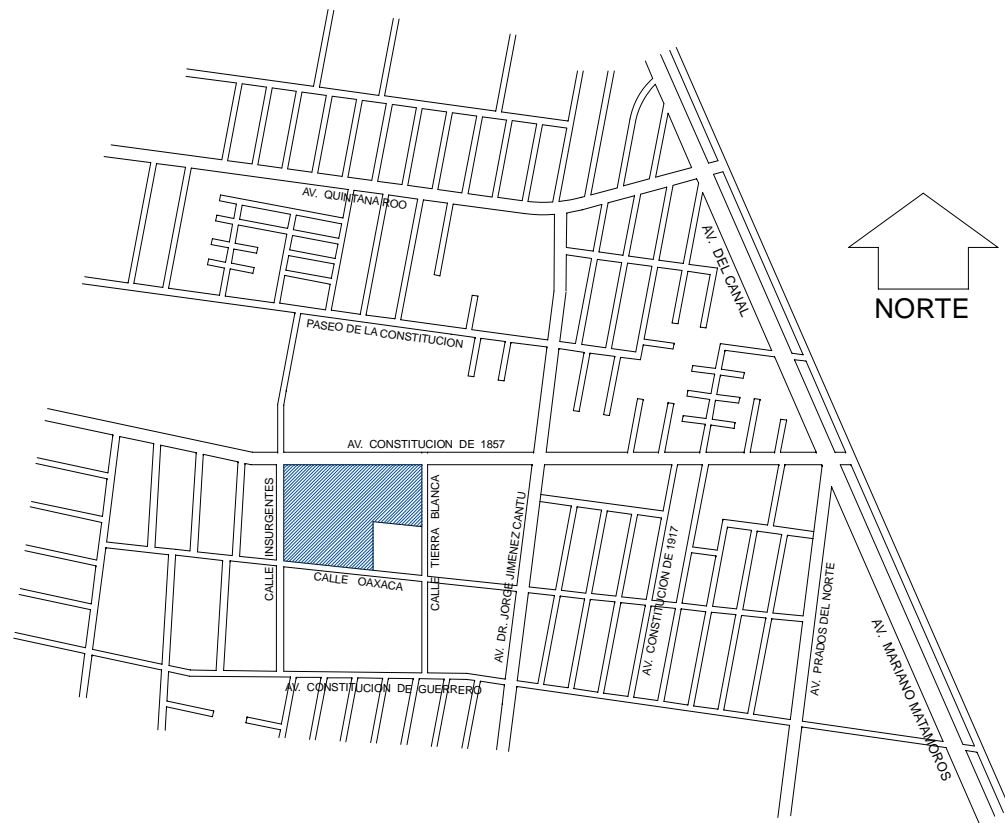 AV. QUINTANA ROO
AV. DEL CANAL
NORTE
PASEO DE LA CONSTITUCION
AV. CONSTITUCION DE 1857
CALLE INSURGENTES
CALLE TIERRA BLANCA
CALLE OAXACA
AV. DR. JORGE JIMENEZ CANTU
AV. CONSTITUCION DE 1917
AV. PRADOS DEL NORTE
AV. MARIANO MATAMOROS
AV. CONSTITUCION DE GUERRERO